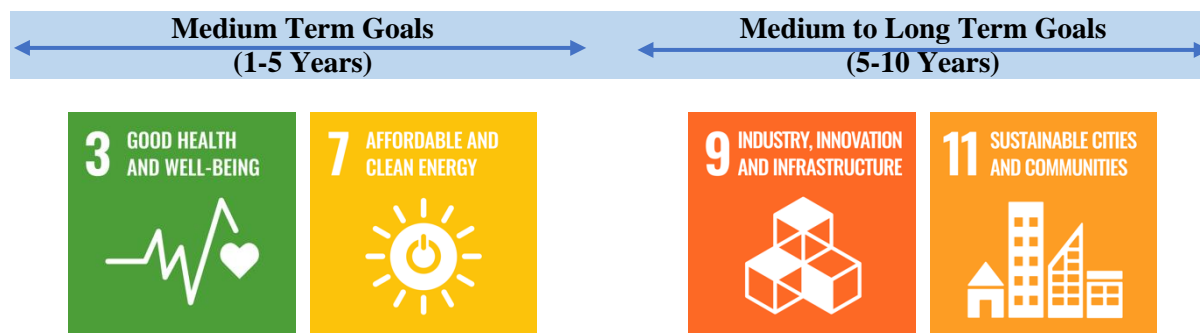 Medium Term Goals
(1-5 Years)
Medium to Long Term Goals
(5-10 Years)
3 GOOD HEALTH
AND WELL-BEING
7 AFFORDABLE AND
CLEAN ENERGY
9 INDUSTRY, INNOVATION
AND INFRASTRUCTURE
11 SUSTAINABLE CITIES
AND COMMUNITIES